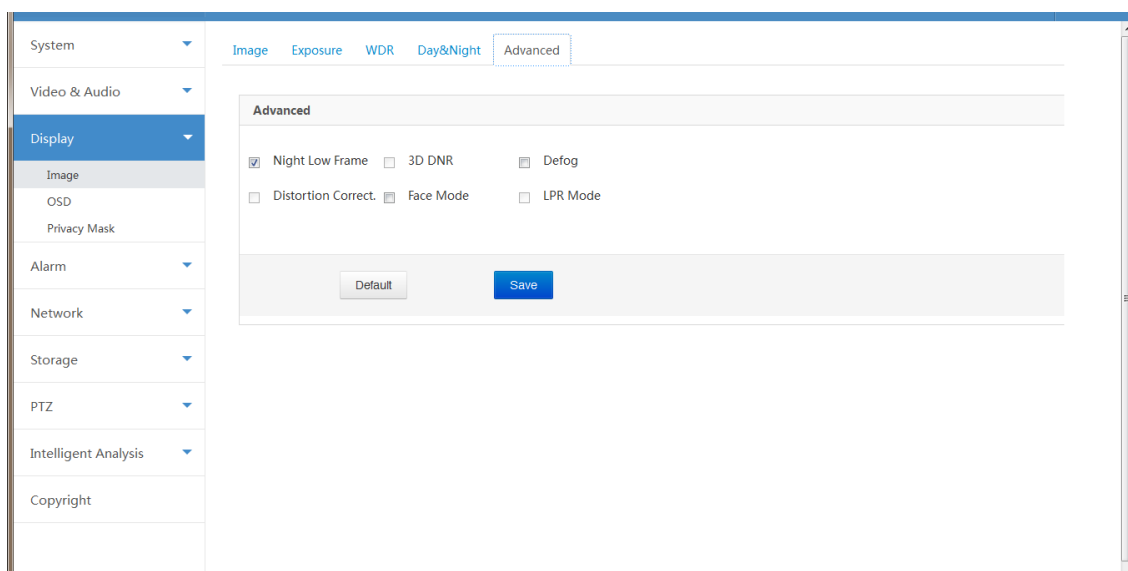 System
Video & Audio
Display
Image
OSD
Privacy Mask
Alarm
Network
Storage
PTZ
Intelligent Analysis
Copyright
Image Exposure WDR Day&Night Advanced
Advanced
Night Low Frame 3D DNR Defog
Distortion Correct. Face Mode LPR Mode
Default Save